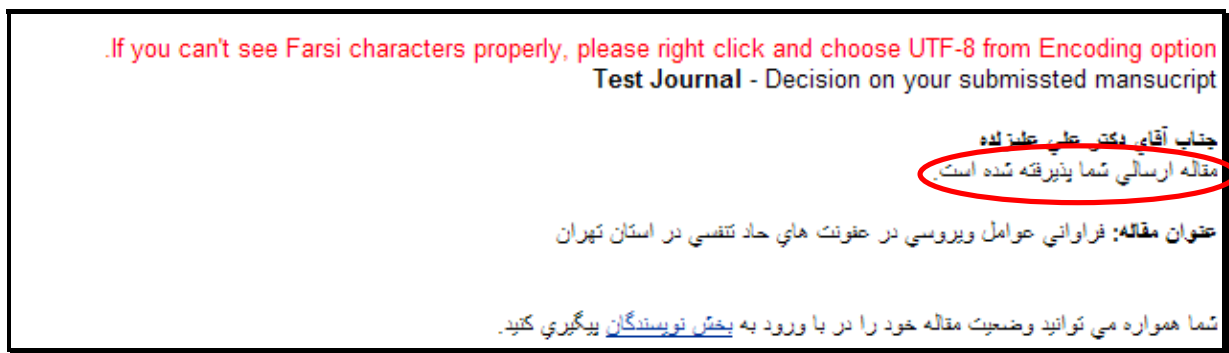 .If you can't see Farsi characters properly, please right click and choose UTF-8 from Encoding option
Test Journal - Decision on your submissted mansucript
جناب آقاي دكتر علي عليزاده
مقاله ارسالي شما پذيرفته شده است.
عنوان مقاله: فراواني عوامل ويروسي در عفونت هاي حاد تنفسي در استان تهران
شما همواره مي توانيد وضعيت مقاله خود را در با ورود به بخش نويسندگان پيگيري كنيد.